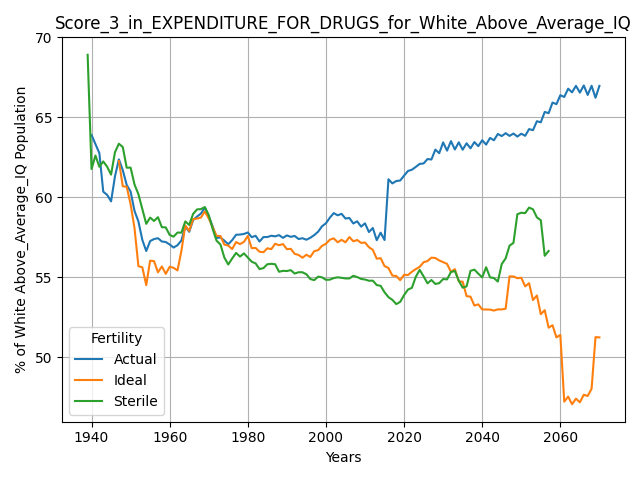 Score_3_in_EXPENDITURE_FOR_DRUGS_for_White_Above_Average_IQ
% of White Above_Average_IQ Population
70
65
60
55
50
Fertility
Actual
Ideal
Sterile
1940 1960 1980 2000 2020 2040 2060
Years